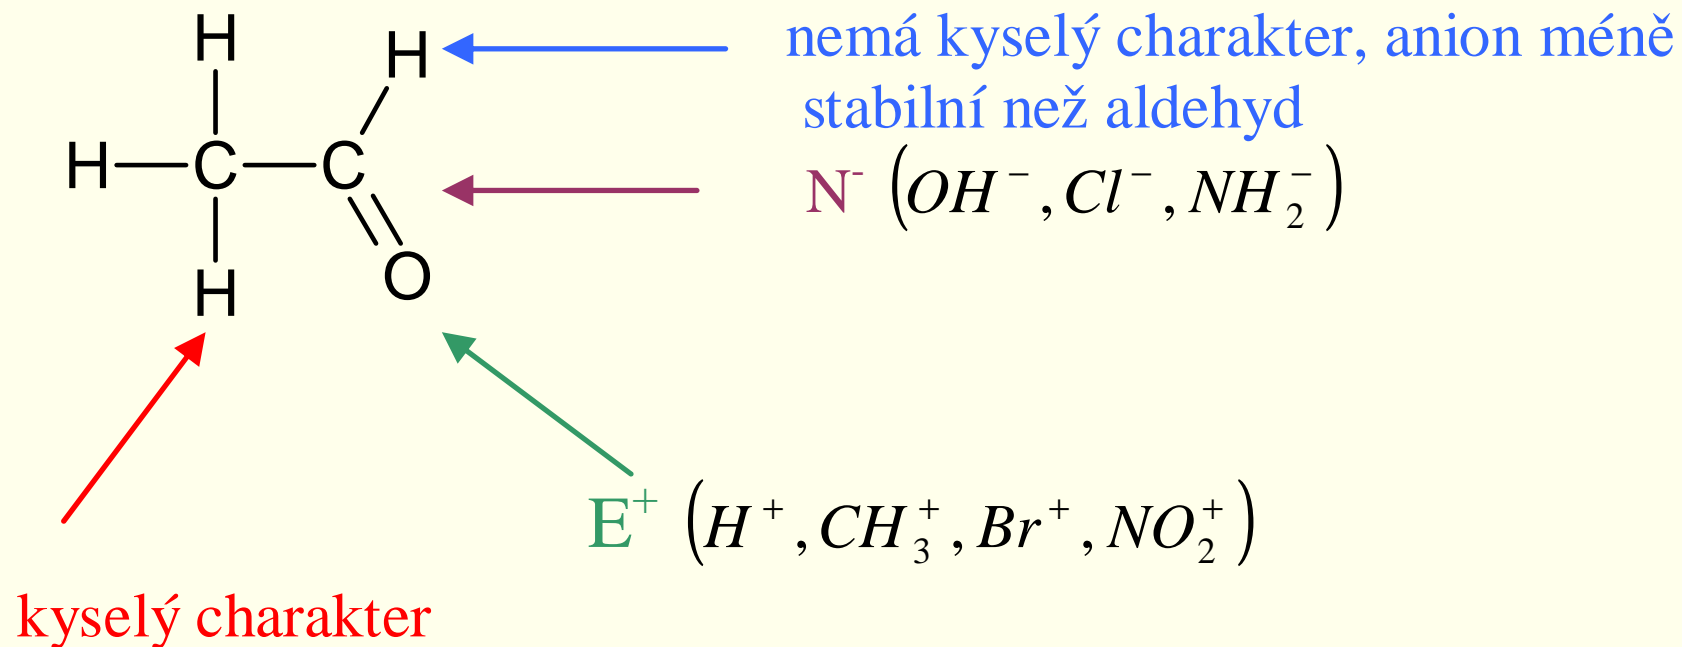 H
H
nemá kyselý charakter, anion méně
stabilní než aldehyd
H C C
N⁻ (OH⁻, Cl⁻, NH₂⁻)
O
H
E⁺ (H⁺, CH₃⁺, Br⁺, NO₂⁺)
kyselý charakter